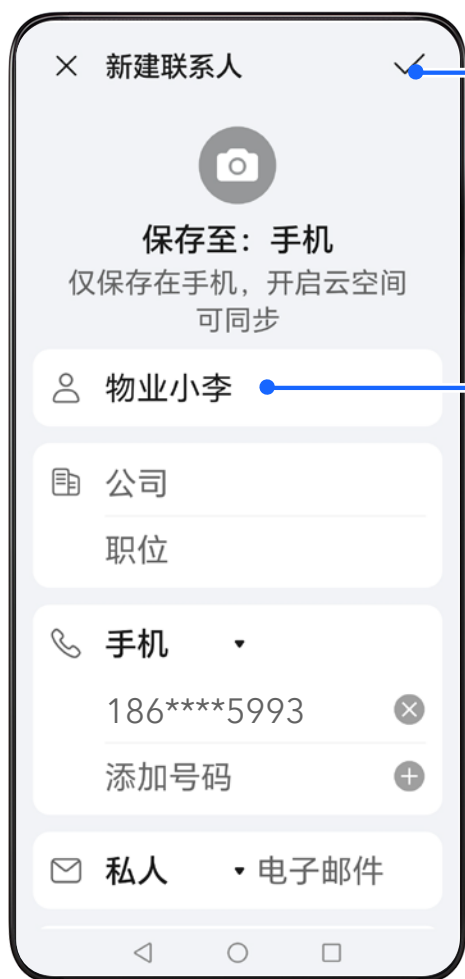 新建联系人
保存至：手机
仅保存在手机，开启云空间
可同步
物业小李
公司
职位
手机
186****5993
添加号码
私人 电子邮件